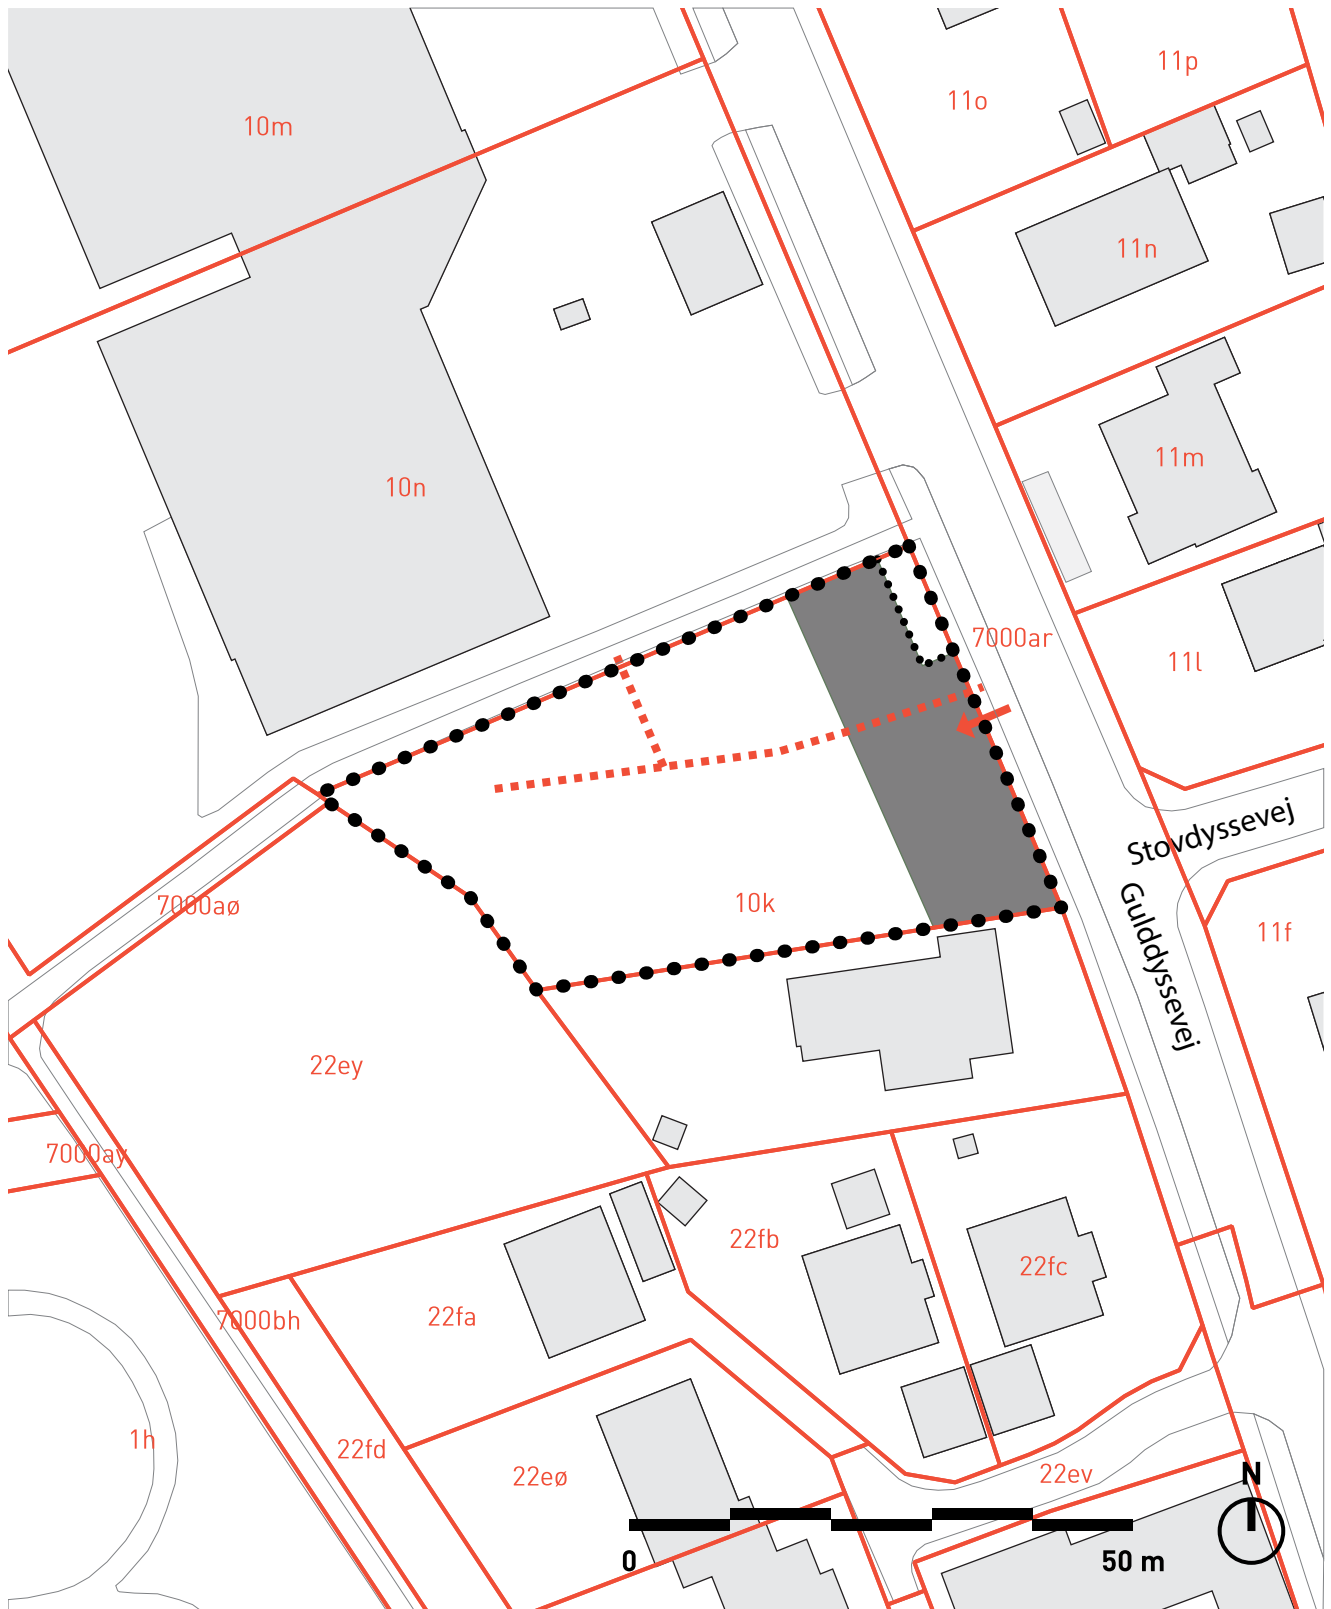 11p
11o
10m
11n
11m
10n
7000ar
11l
Stovdyssevej
7000aø
10k
Gulddyssevej
11f
22ey
7000ay
22fb
22fc
22fa
7000bh
1h
22fd
22eø
22ev
N
0
50 m